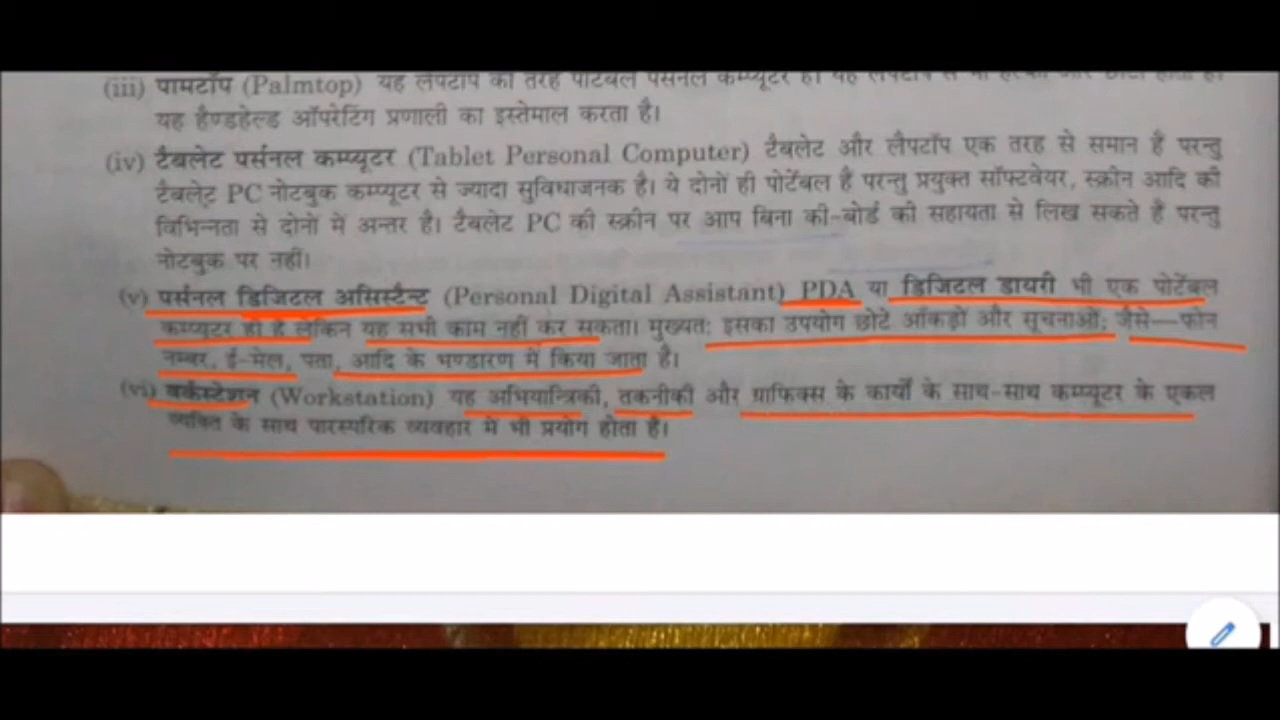 (iii) पामटॉप (Palmtop) यह लैपटॉप की तरह पोर्टेबल पर्सनल कम्प्यूटर है। यह लैपटॉप से भी हल्का और छोटा होता है।
यह हैण्डहेल्ड ऑपरेटिंग प्रणाली का इस्तेमाल करता है।
(iv) टैबलेट पर्सनल कम्प्यूटर (Tablet Personal Computer) टैबलेट और लैपटॉप एक तरह से समान है परन्तु
टैबलेट PC नोटबुक कम्प्यूटर से ज्यादा सुविधाजनक है। ये दोनों ही पोर्टेबल है परन्तु प्रयुक्त सॉफ्टवेयर, स्क्रीन आदि की
विभिन्नता से दोनों में अन्तर है। टैबलेट PC की स्क्रीन पर आप बिना की-बोर्ड की सहायता से लिख सकते हैं परन्तु
नोटबुक पर नहीं।
(v) पर्सनल डिजिटल असिस्टैन्ट (Personal Digital Assistant) PDA या डिजिटल डायरी भी एक पोर्टेबल
कम्प्यूटर ही है लेकिन यह सभी काम नहीं कर सकता। मुख्यत: इसका उपयोग छोटे आँकड़ों और सूचनाओं; जैसे—फोन
नम्बर, ई-मेल, पता, आदि के भण्डारण में किया जाता है।
(vi) वर्कस्टेशन (Workstation) यह अभियान्त्रिकी, तकनीकी और ग्राफिक्स के कार्यों के साथ-साथ कम्प्यूटर के एकल
व्यक्ति के साथ पारस्परिक व्यवहार में भी प्रयोग होता है।